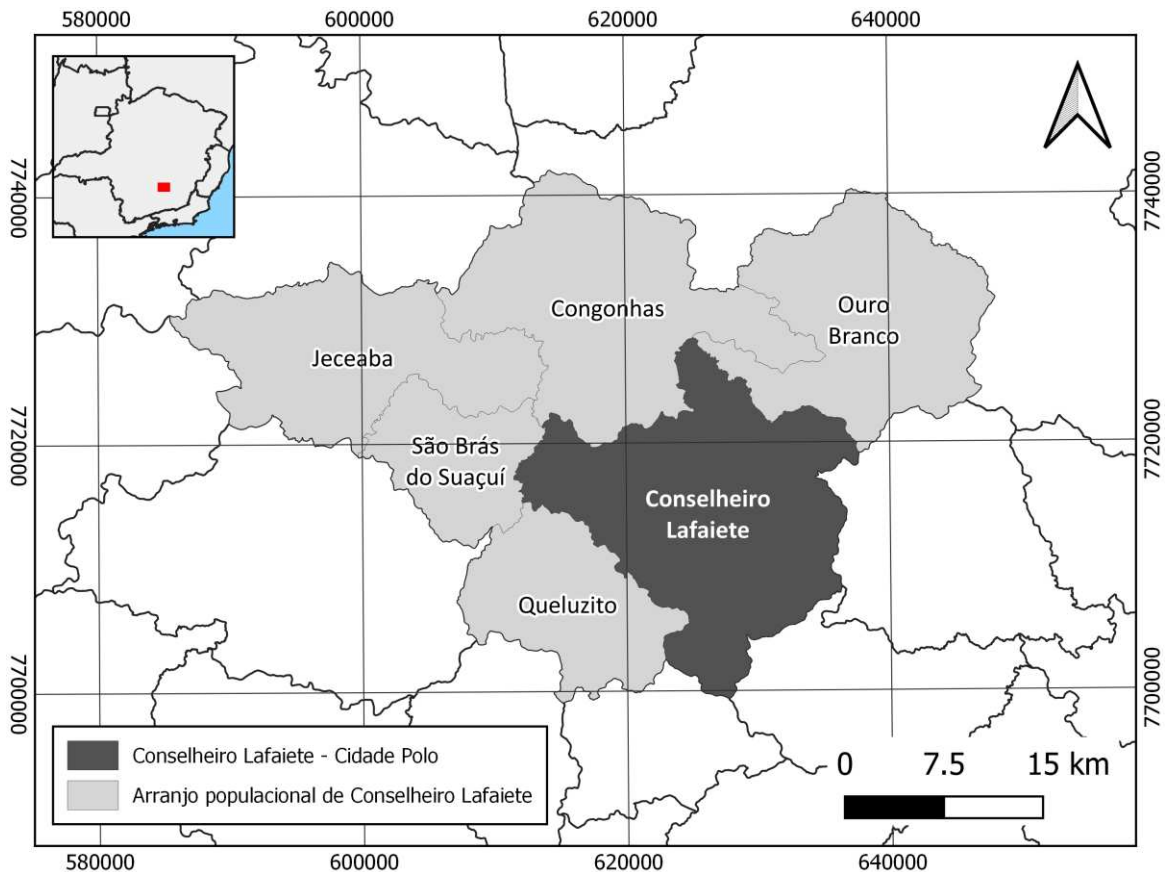 580000 600000 620000 640000
7740000
7740000
Congonhas
Ouro
Branco
Jeceaba
7720000
7720000
São Brás
do Suaçuí
Conselheiro
Lafaiete
Queluzito
7700000
7700000
Conselheiro Lafaiete - Cidade Polo
Arranjo populacional de Conselheiro Lafaiete
0 7.5 15 km
580000 600000 620000 640000